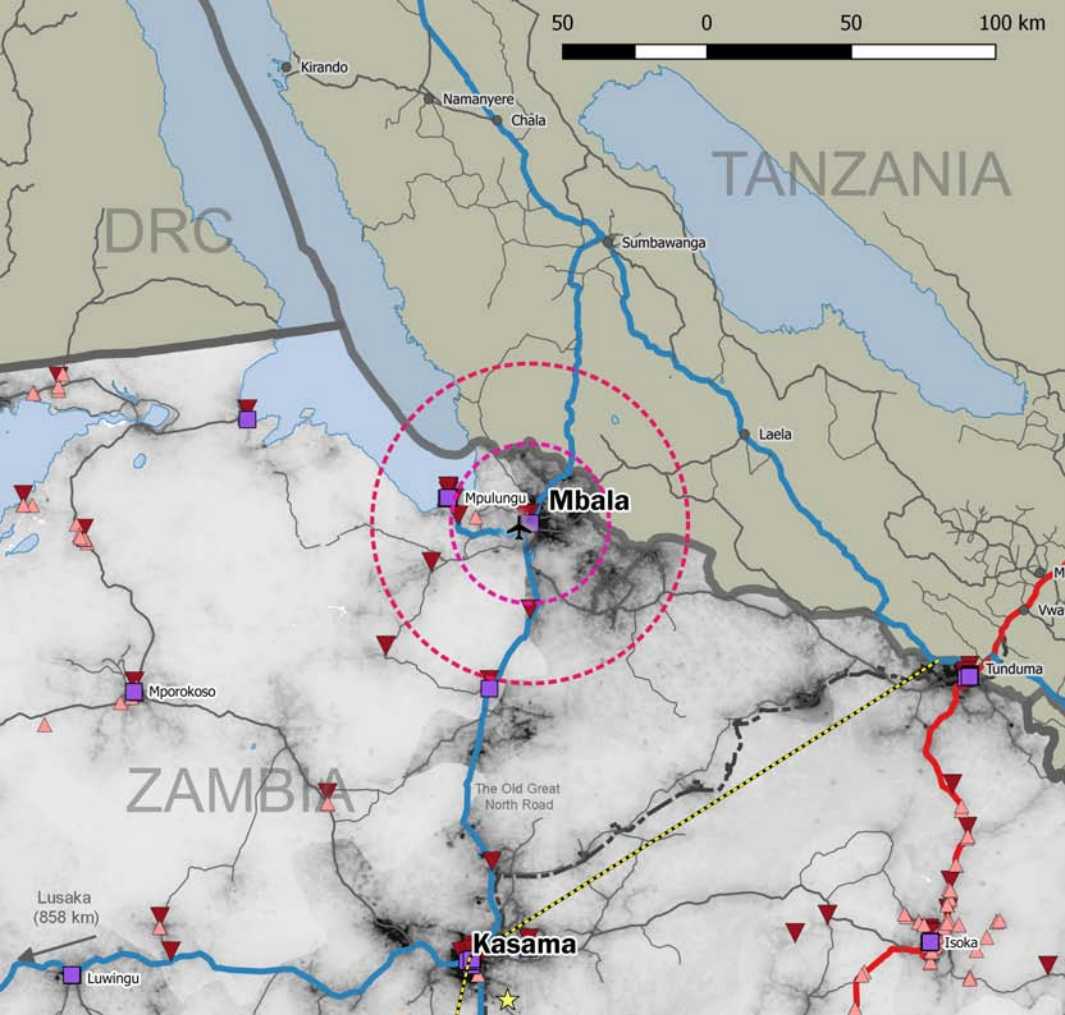 50 0 50 100 km
Kirando
Namanyere
Chala
TANZANIA
DRC
Sumbawanga
Laela
Mpulungu
Mbala
M
Vwa
Tunduma
Mporokoso
ZAMBIA
The Old Great
North Road
Lusaka
(858 km)
Kasama
Isoka
Luwingu